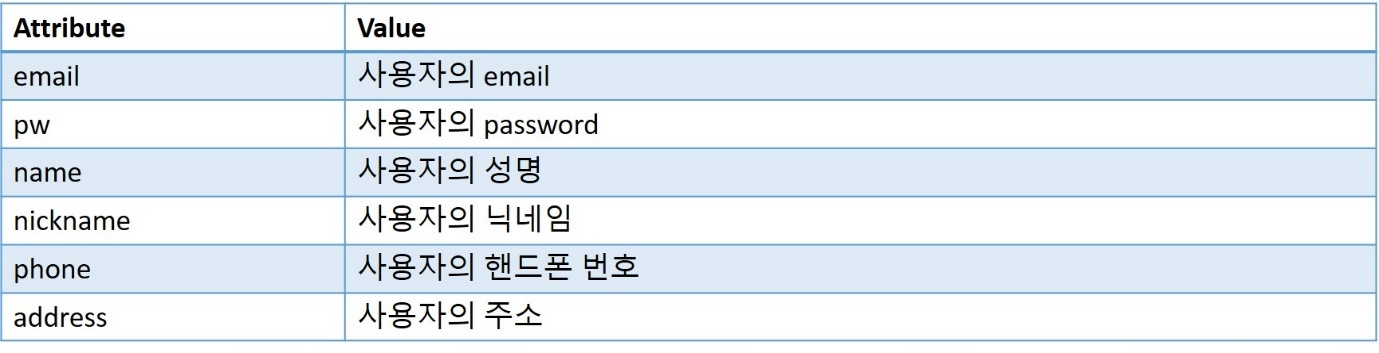 Attribute Value
email 사용자의 email
pw 사용자의 password
name 사용자의 성명
nickname 사용자의 닉네임
phone 사용자의 핸드폰 번호
address 사용자의 주소